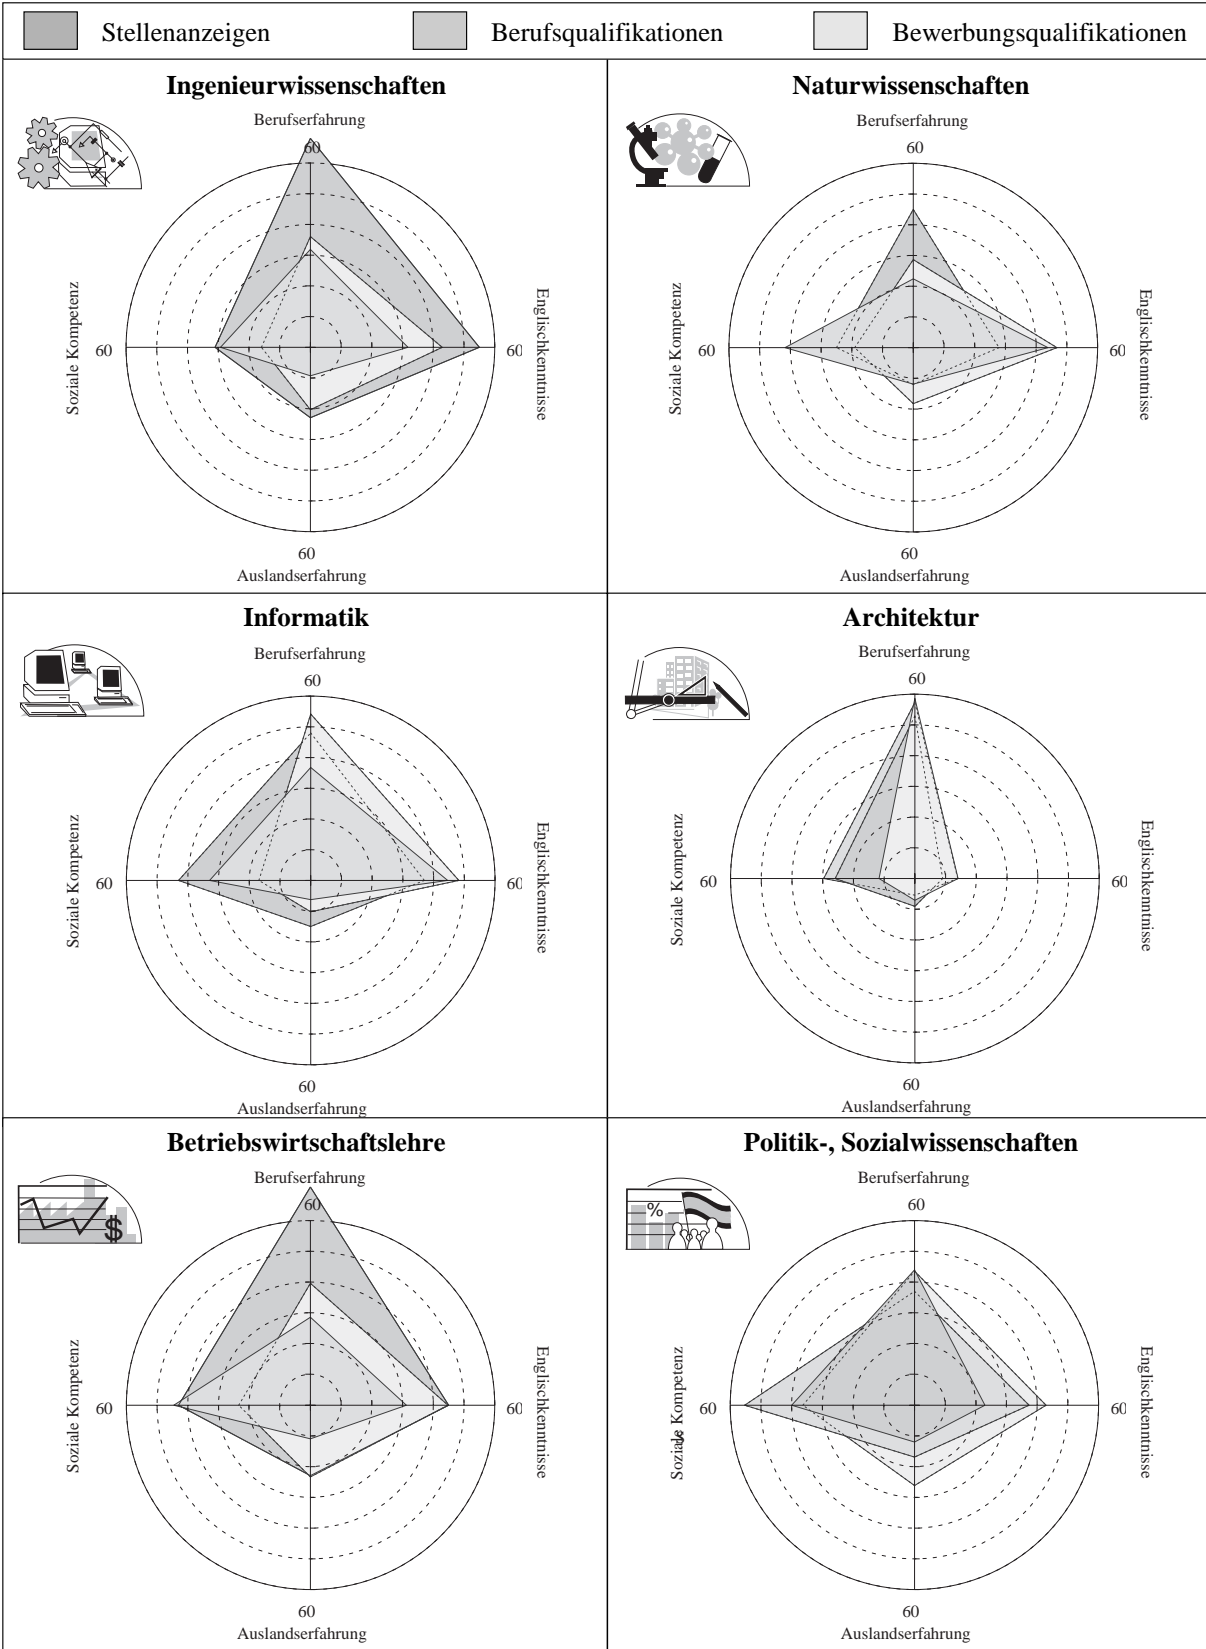 Stellenanzeigen Berufsqualifikationen Bewerbungsqualifikationen
Ingenieurwissenschaften
Berufserfahrung
60
Soziale Kompetenz
60
Englischkenntnisse
60
60
Auslandserfahrung
Naturwissenschaften
Berufserfahrung
60
Soziale Kompetenz
60
Englischkenntnisse
60
60
Auslandserfahrung
Informatik
Berufserfahrung
60
Soziale Kompetenz
60
Englischkenntnisse
60
60
Auslandserfahrung
Architektur
Berufserfahrung
60
Soziale Kompetenz
60
Englischkenntnisse
60
60
Auslandserfahrung
Betriebswirtschaftslehre
$
Berufserfahrung
60
Soziale Kompetenz
60
Englischkenntnisse
60
60
Auslandserfahrung
Politik-, Sozialwissenschaften
%
Berufserfahrung
60
Soziale Kompetenz
60
Englischkenntnisse
60
60
Auslandserfahrung